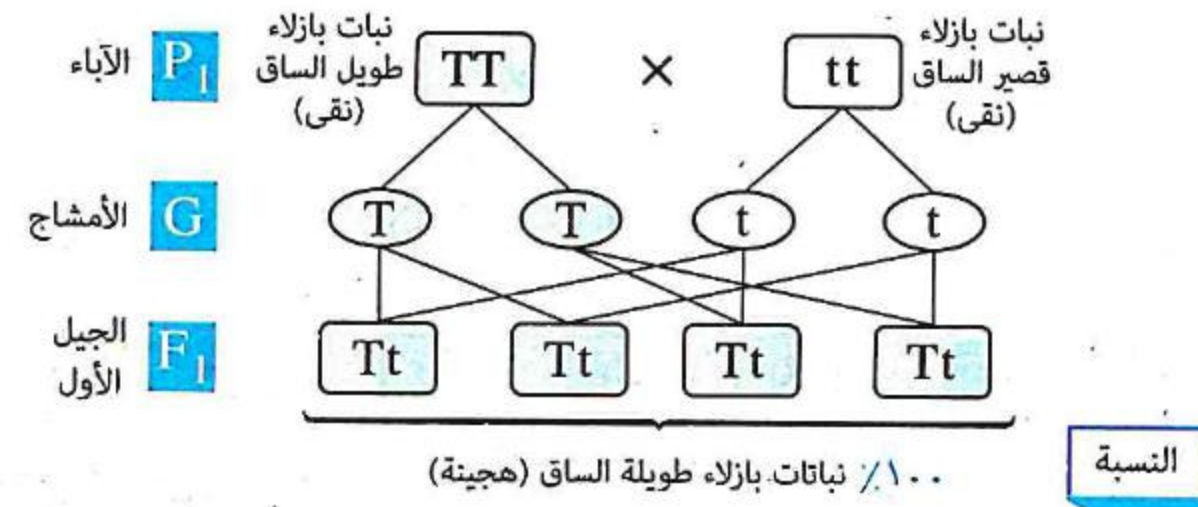 الآباء P1
نبات بازلاء
طويل الساق
(نقى)
TT × tt
نبات بازلاء
قصير الساق
(نقى)
الأمشاج G
T T t t
الجيل
الأول
F1
Tt Tt Tt Tt
النسبة
١٠٠٪ نباتات بازلاء طويلة الساق (هجينة)